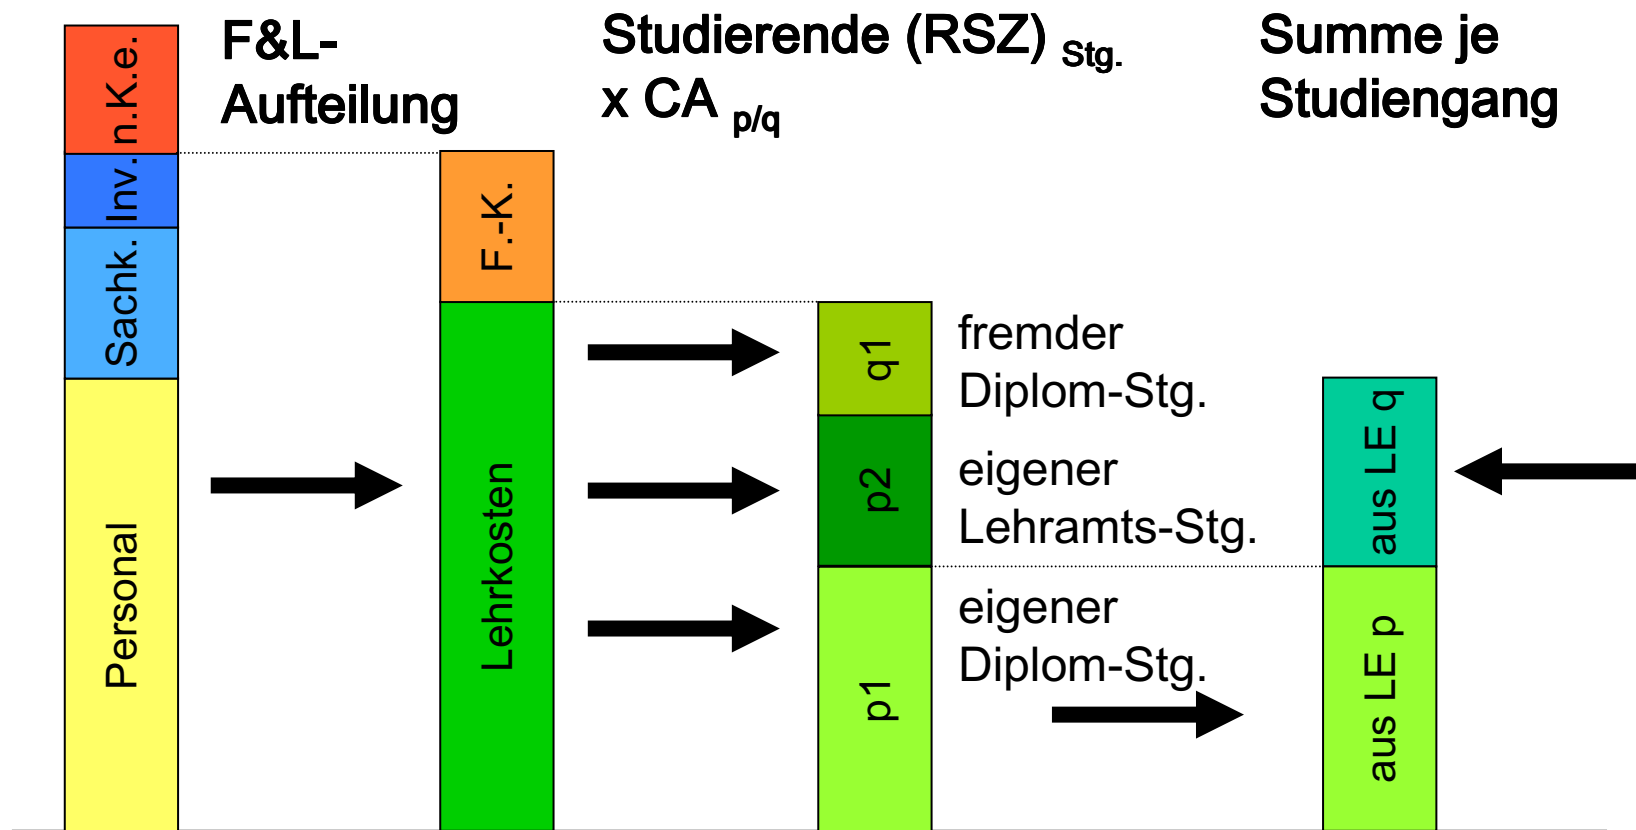 F&L-
Aufteilung
Studierende (RSZ) Stg.
x CA p/q
Summe je
Studiengang
n.K.e.
Inv.
Sachk.
Personal
F.-K.
Lehrkosten
q1
p2
p1
fremder
Diplom-Stg.
eigener
Lehramts-Stg.
eigener
Diplom-Stg.
aus LE q
aus LE p